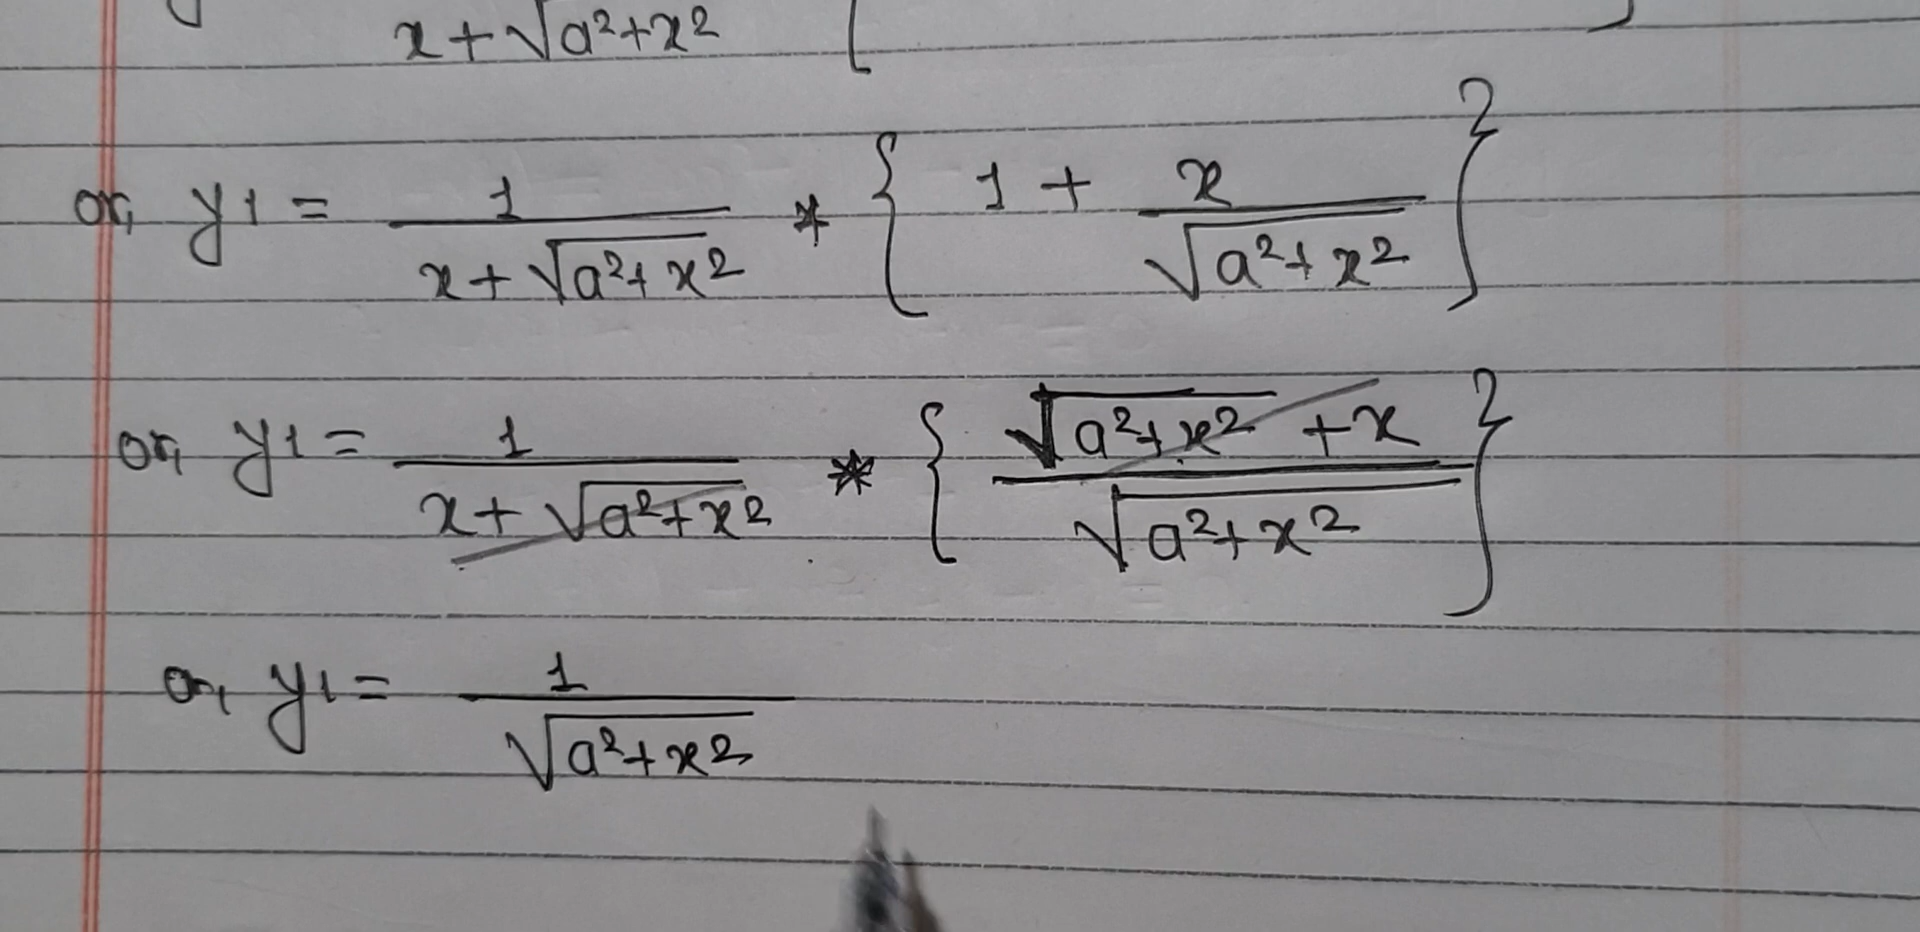 x + √a²+x² [ ]
or, y1 = 1 / (x + √a²+x²) * { 1 + x / √a²+x² }
or, y1 = 1 / (x + √a²+x²) * { (√a²+x² + x) / √a²+x² }
or, y1 = 1 / √a²+x²